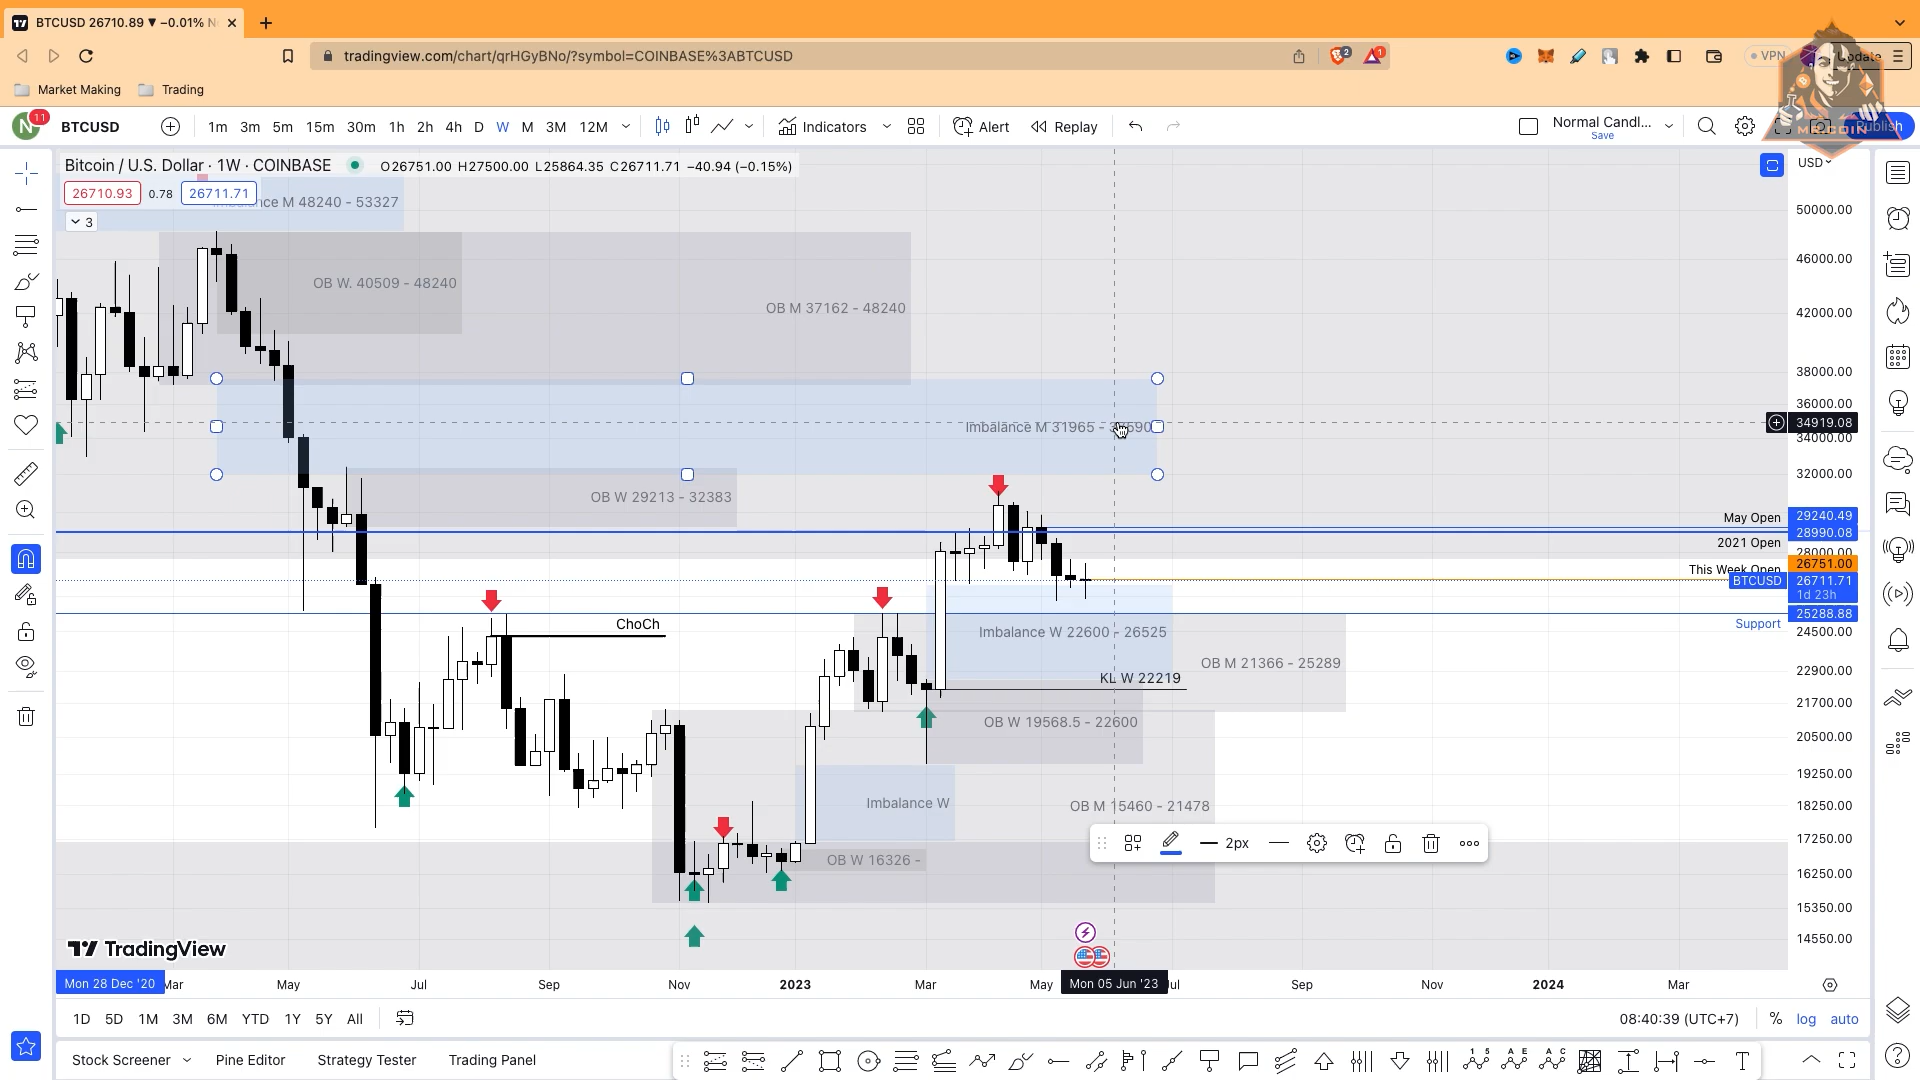 BTCUSD 26710.89 ▼ −0.01%
tradingview.com/chart/qrHGyBNo/?symbol=COINBASE%3ABTCUSD
2
1
VPN
Update
Market Making
Trading
N
11
BTCUSD
1m 3m 5m 15m 30m 1h 2h 4h D W M 3M 12M
Indicators
Alert
Replay
Normal Candl...
Save
Publish
Bitcoin / U.S. Dollar · 1W · COINBASE
O26751.00 H27500.00 L25864.35 C26711.71 −40.94 (−0.15%)
USD
26710.93
0.78
26711.71
Imbalance M 48240 - 53327
3
50000.00
46000.00
OB W. 40509 - 48240
OB M 37162 - 48240
42000.00
38000.00
36000.00
34919.08
Imbalance M 31965 -
34000.00
32000.00
OB W 29213 - 32383
May Open
29240.49
28990.08
2021 Open
28000.00
26751.00
This Week Open
BTCUSD
26711.71
1d 23h
25288.88
Support
ChoCh
Imbalance W 22600 - 26525
24500.00
OB M 21366 - 25289
22900.00
KL W 22219
21700.00
OB W 19568.5 - 22600
20500.00
19250.00
Imbalance W
OB M 15460 - 21478
18250.00
2px
17250.00
OB W 16326 -
16250.00
15350.00
TradingView
14550.00
Mon 28 Dec '20
Mar
May
Jul
Sep
Nov
2023
Mar
May
Mon 05 Jun '23
Jul
Sep
Nov
2024
Mar
1D 5D 1M 3M 6M YTD 1Y 5Y All
08:40:39 (UTC+7)
%
log
auto
Stock Screener
Pine Editor
Strategy Tester
Trading Panel